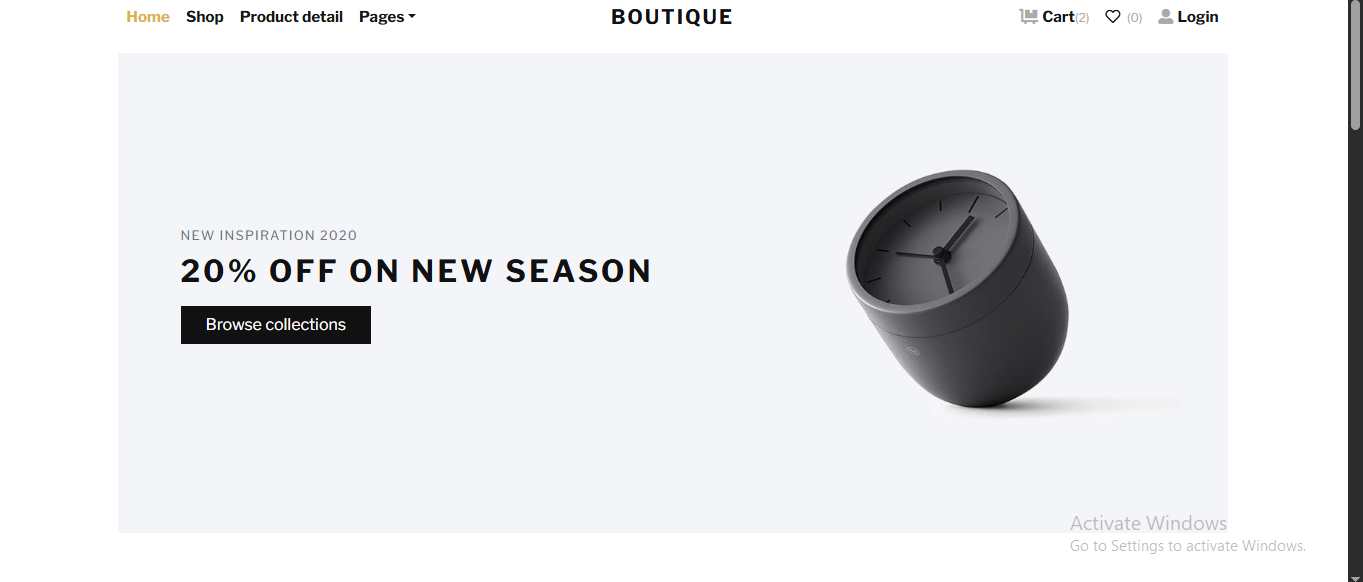 Home Shop Product detail Pages BOUTIQUE Cart(2) (0) Login
NEW INSPIRATION 2020
20% OFF ON NEW SEASON
Browse collections
Activate Windows
Go to Settings to activate Windows.